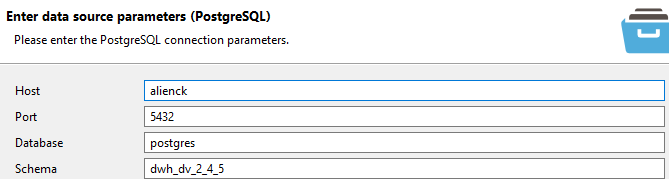 Enter data source parameters (PostgreSQL)
Please enter the PostgreSQL connection parameters.
Host alienck
Port 5432
Database postgres
Schema dwh_dv_2_4_5